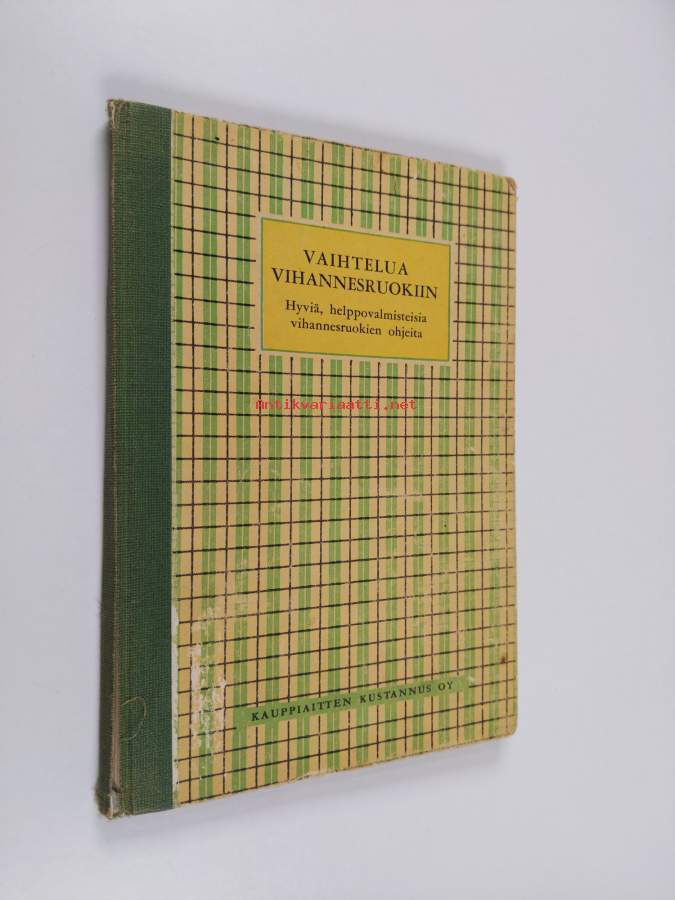 VAIHTELUA
VIHANNESRUOKIIN
Hyviä, helppovalmisteisia
vihannesruokien ohjeita
Antikvariaatti.net
KAUPPIAITTEN KUSTANNUS OY